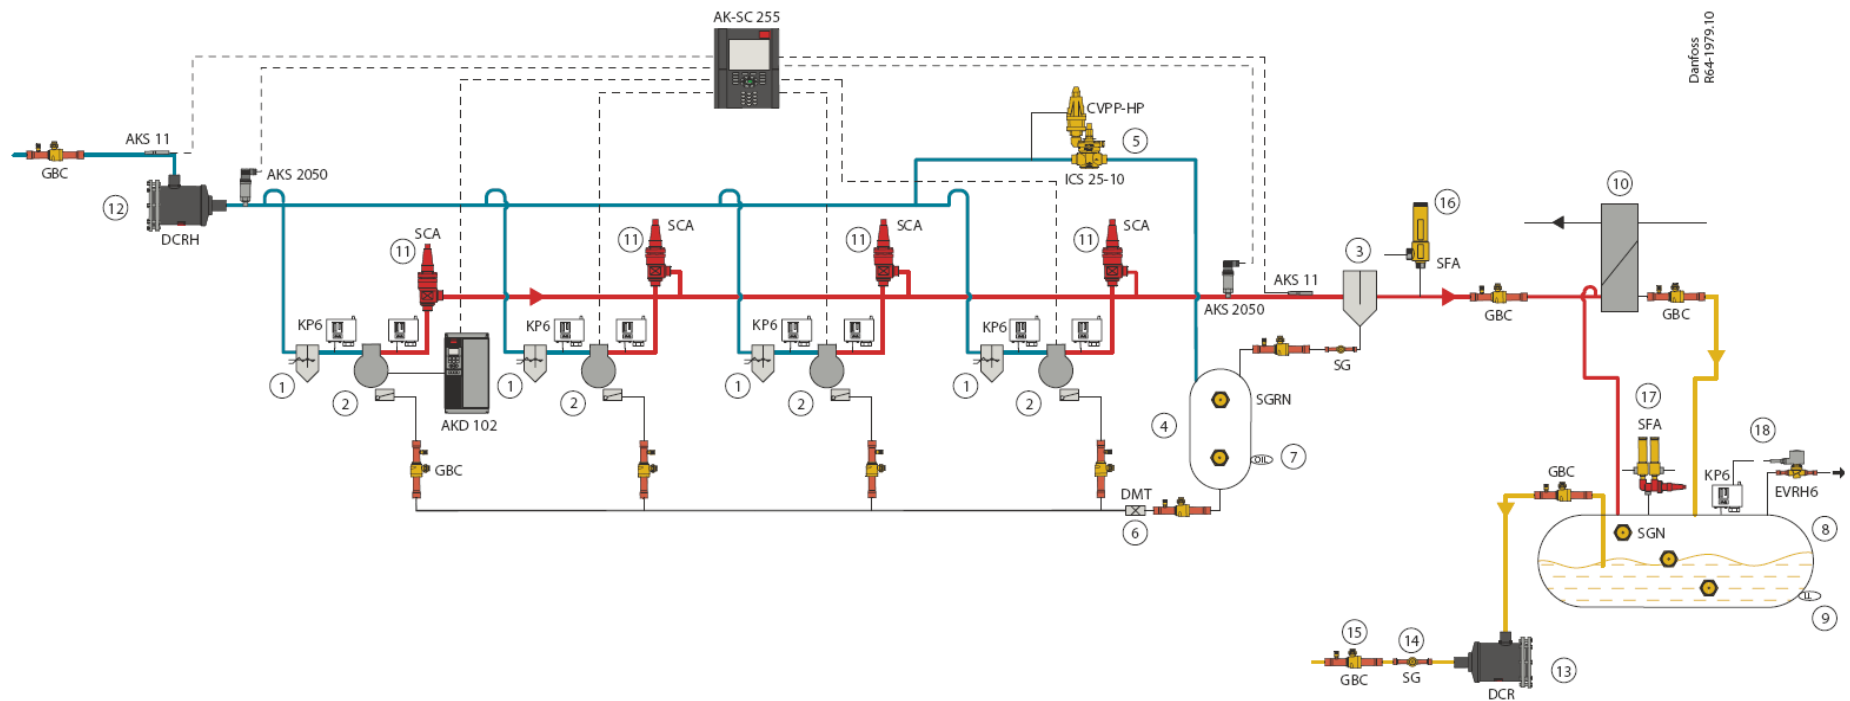 AK-SC 255
Danfoss
R64-1979.10
CVPP-HP
5
ICS 25-10
AKS 11
GBC
AKS 2050
12
DCRH
10
16
SFA
3
SCA
11
SCA
11
SCA
11
SCA
11
AKS 2050
AKS 11
GBC
GBC
KP6
KP6
KP6
KP6
SG
1
2
1
2
1
2
1
2
AKD 102
SGRN
4
OIL
7
17
SFA
18
GBC
GBC
KP6
EVRH6
DMT
6
SGN
8
LL
9
15
14
GBC
SG
13
DCR